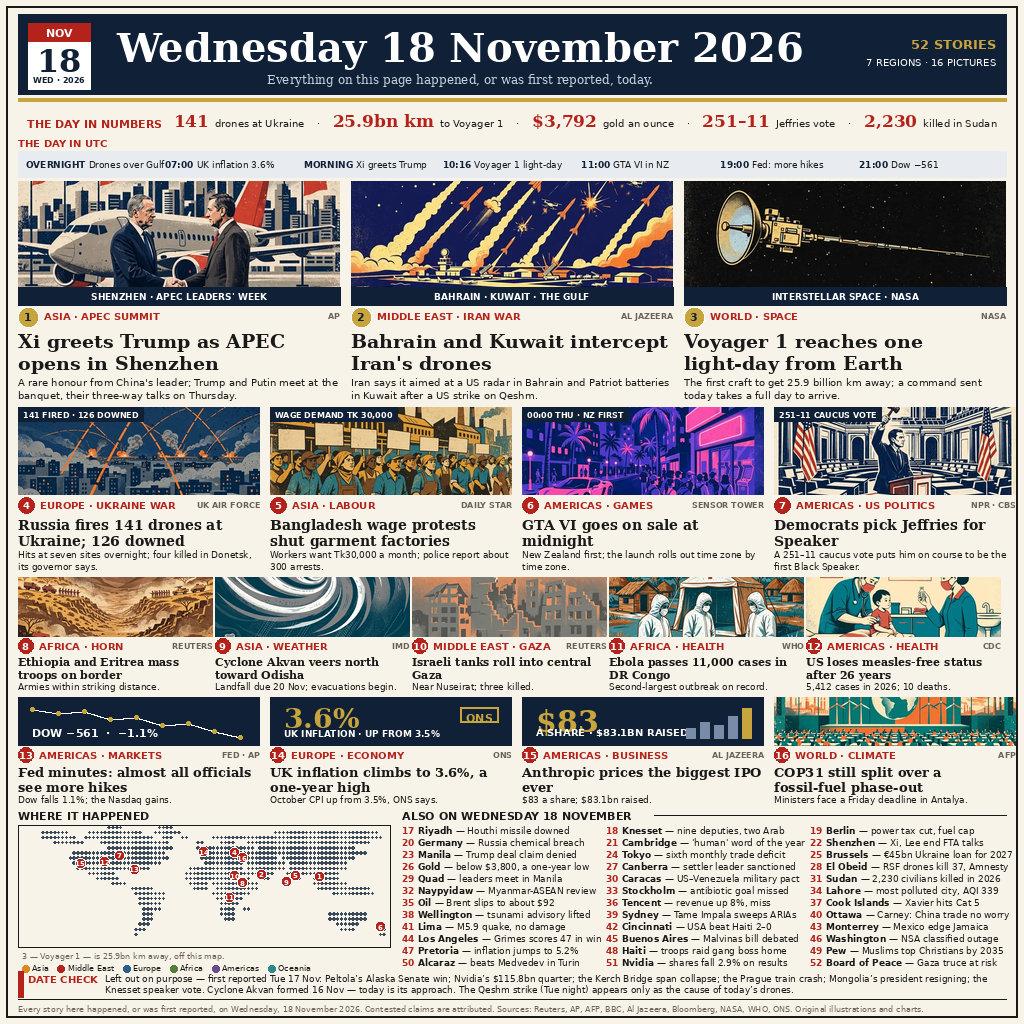 NOV
18
WED · 2026
Wednesday 18 November 2026
Everything on this page happened, or was first reported, today.
52 STORIES
7 REGIONS · 16 PICTURES
THE DAY IN NUMBERS 141 drones at Ukraine · 25.9bn km to Voyager 1 · $3,792 gold an ounce · 251–11 Jeffries vote · 2,230 killed in Sudan
THE DAY IN UTC
OVERNIGHT Drones over Gulf 07:00 UK inflation 3.6% MORNING Xi greets Trump 10:16 Voyager 1 light-day 11:00 GTA VI in NZ 19:00 Fed: more hikes 21:00 Dow −561
SHENZHEN · APEC LEADERS' WEEK
1 ASIA · APEC SUMMIT AP
Xi greets Trump as APEC
opens in Shenzhen
A rare honour from China's leader; Trump and Putin meet at the
banquet, their three-way talks on Thursday.
BAHRAIN · KUWAIT · THE GULF
2 MIDDLE EAST · IRAN WAR AL JAZEERA
Bahrain and Kuwait intercept
Iran's drones
Iran says it aimed at a US radar in Bahrain and Patriot batteries
in Kuwait after a US strike on Qeshm.
INTERSTELLAR SPACE · NASA
3 WORLD · SPACE NASA
Voyager 1 reaches one
light-day from Earth
The first craft to get 25.9 billion km away; a command sent
today takes a full day to arrive.
141 FIRED · 126 DOWNED
4 EUROPE · UKRAINE WAR UK AIR FORCE
Russia fires 141 drones at
Ukraine; 126 downed
Hits at seven sites overnight; four killed in Donetsk,
its governor says.
WAGE DEMAND TK 30,000
5 ASIA · LABOUR DAILY STAR
Bangladesh wage protests
shut garment factories
Workers want Tk30,000 a month; police report about
300 arrests.
00:00 THU · NZ FIRST
6 AMERICAS · GAMES SENSOR TOWER
GTA VI goes on sale at
midnight
New Zealand first; the launch rolls out time zone by
time zone.
251–11 CAUCUS VOTE
7 AMERICAS · US POLITICS NPR · CBS
Democrats pick Jeffries for
Speaker
A 251–11 caucus vote puts him on course to be the
first Black Speaker.
8 AFRICA · HORN REUTERS
Ethiopia and Eritrea mass
troops on border
Armies within striking distance.
9 ASIA · WEATHER IMD
Cyclone Akvan veers north
toward Odisha
Landfall due 20 Nov; evacuations begin.
10 MIDDLE EAST · GAZA REUTERS
Israeli tanks roll into central
Gaza
Near Nuseirat; three killed.
11 AFRICA · HEALTH WHO
Ebola passes 11,000 cases in
DR Congo
Second-largest outbreak on record.
12 AMERICAS · HEALTH CDC
US loses measles-free status
after 26 years
5,412 cases in 2026; 10 deaths.
DOW −561 · −1.1%
13 AMERICAS · MARKETS FED · AP
Fed minutes: almost all officials
see more hikes
Dow falls 1.1%; the Nasdaq gains.
3.6%
ONS
UK INFLATION · UP FROM 3.5%
14 EUROPE · ECONOMY ONS
UK inflation climbs to 3.6%, a
one-year high
October CPI up from 3.5%, ONS says.
$83
A SHARE · $83.1BN RAISED
15 AMERICAS · BUSINESS AL JAZEERA
Anthropic prices the biggest IPO
ever
$83 a share; $83.1bn raised.
16 WORLD · CLIMATE AFP
COP31 still split over a
fossil-fuel phase-out
Ministers face a Friday deadline in Antalya.
WHERE IT HAPPENED
3 — Voyager 1 — is 25.9bn km away, off this map.
Asia Middle East Europe Africa Americas Oceania
ALSO ON WEDNESDAY 18 NOVEMBER
17 Riyadh — Houthi missile downed
18 Knesset — nine deputies, two Arab
19 Berlin — power tax cut, fuel cap
20 Germany — Russia chemical breach
21 Cambridge — 'human' word of the year
22 Shenzhen — Xi, Lee end FTA talks
23 Manila — Trump deal claim denied
24 Tokyo — sixth monthly trade deficit
25 Brussels — €45bn Ukraine loan for 2027
26 Gold — below $3,800, a one-year low
27 Canberra — settler leader sanctioned
28 El Obeid — RSF drones kill 37, Amnesty
29 Quad — leaders meet in Manila
30 Caracas — US-Venezuela military pact
31 Sudan — 2,230 civilians killed in 2026
32 Naypyidaw — Myanmar-ASEAN review
33 Stockholm — antibiotic goal missed
34 Lahore — most polluted city, AQI 339
35 Oil — Brent slips to about $92
36 Tencent — revenue up 8%, miss
37 Cook Islands — Xavier hits Cat 5
38 Wellington — tsunami advisory lifted
39 Sydney — Tame Impala sweeps ARIAs
40 Ottawa — Carney: China trade no worry
41 Lima — M5.9 quake, no damage
42 Cincinnati — USA beat Haiti 2–0
43 Monterrey — Mexico edge Jamaica
44 Los Angeles — Grimes scores 47 in win
45 Buenos Aires — Malvinas bill debated
46 Washington — NSA classified outage
47 Pretoria — inflation jumps to 5.2%
48 Haiti — troops raid gang boss home
49 Pew — Muslims top Christians by 2035
50 Alcaraz — beats Medvedev in Turin
51 Nvidia — shares fall 2.9% on results
52 Board of Peace — Gaza truce at risk
DATE CHECK Left out on purpose — first reported Tue 17 Nov: Peltola's Alaska Senate win; Nvidia's $115.8bn quarter; the Kerch Bridge span collapse; the Prague train crash; Mongolia's president resigning; the
Knesset speaker vote. Cyclone Akvan formed 16 Nov — today is its approach. The Qeshm strike (Tue night) appears only as the cause of today's drones.
Every story here happened, or was first reported, on Wednesday, 18 November 2026. Contested claims are attributed. Sources: Reuters, AP, AFP, BBC, Al Jazeera, Bloomberg, NASA, WHO, ONS. Original illustrations and charts.